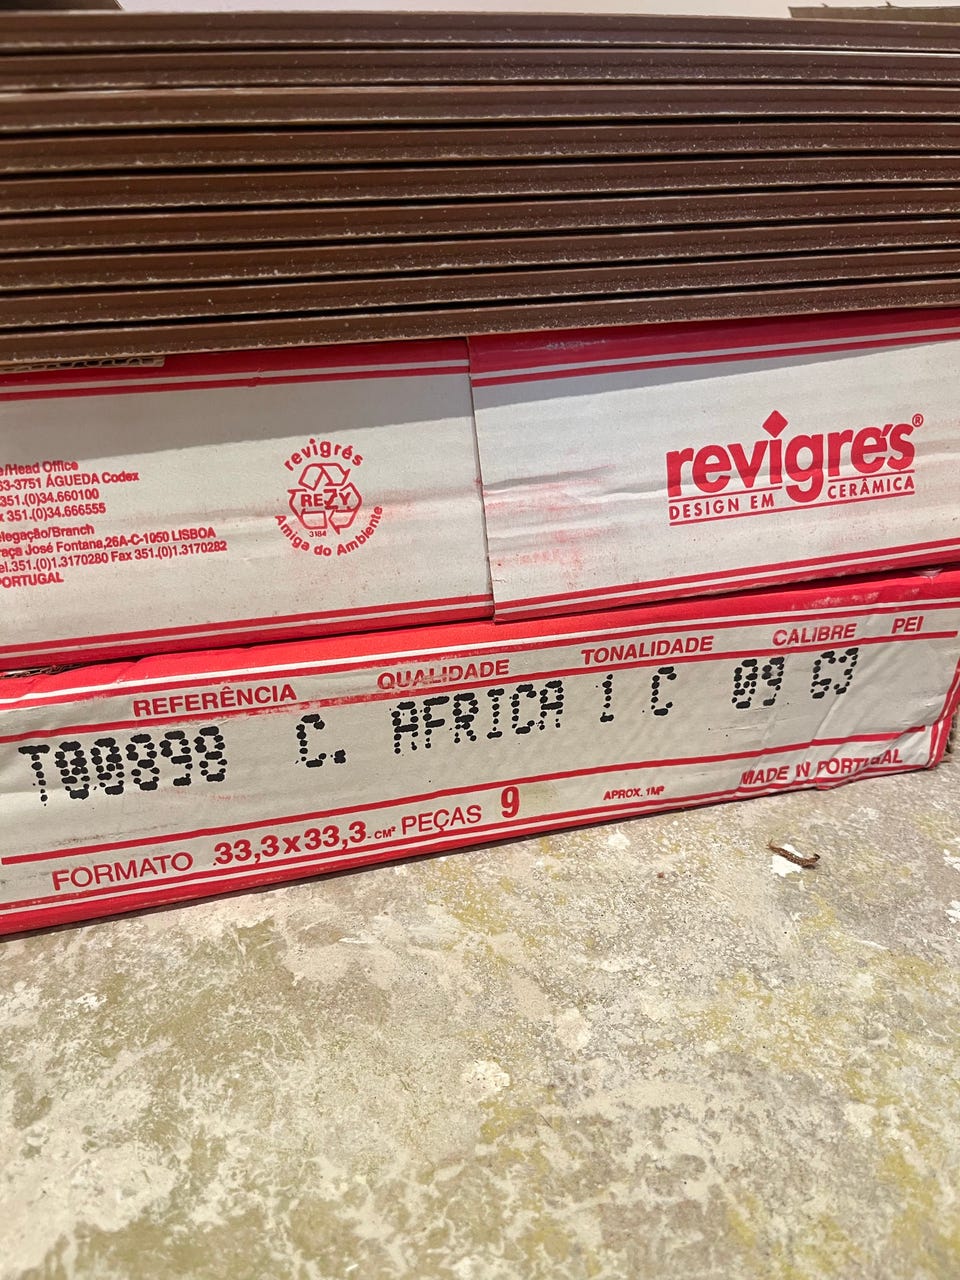 e/Head Office
63-3751 ÁGUEDA Codex
351.(0)34.660100
x 351.(0)34.666555
elegação/Branch
raça José Fontana,26A-C-1050 LISBOA
el.351.(0)1.3170280 Fax 351.(0)1.3170282
PORTUGAL
revigrés
REZY
3184
Amiga do Ambiente
revigrés®
DESIGN EM CERÂMICA
REFERÊNCIA QUALIDADE TONALIDADE CALIBRE PEI
T00898 C. AFRICA 1 C 09 63
FORMATO 33,3x33,3-CM² PEÇAS 9 APROX. 1M² MADE IN PORTUGAL